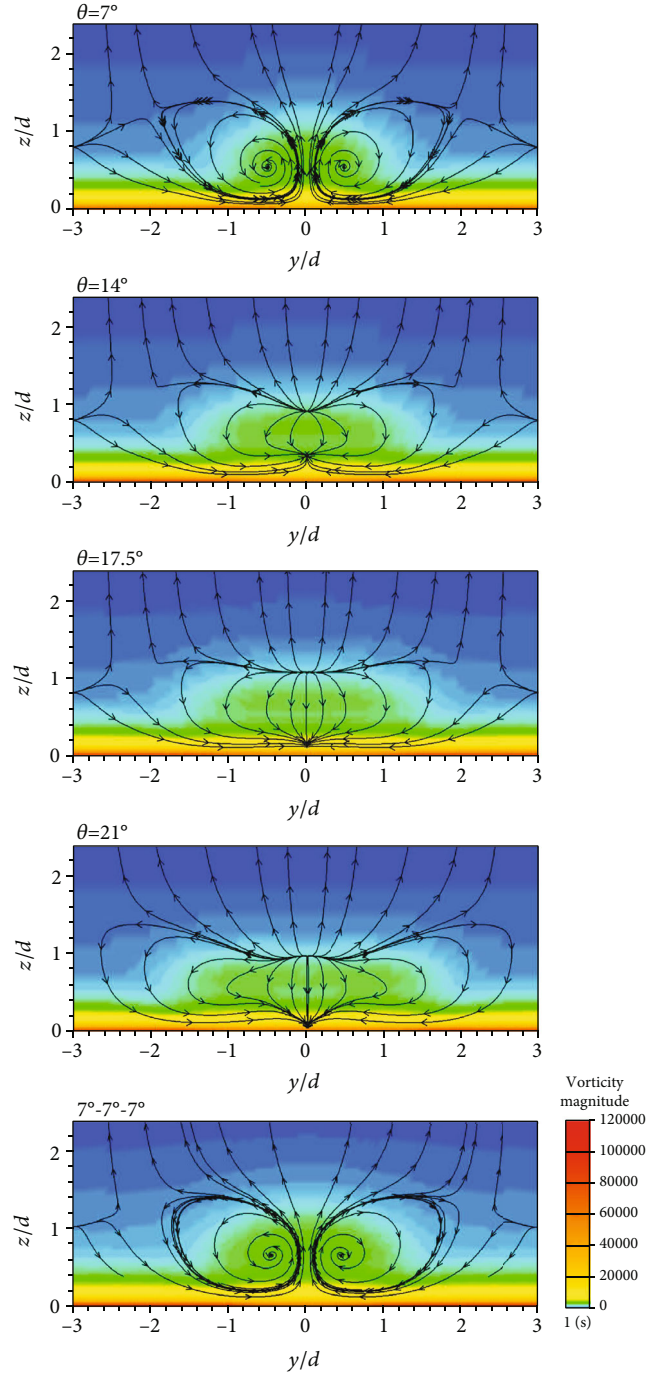 θ=7°
2
1
0
z/d
−3 −2 −1 0 1 2 3
y/d
θ=14°
2
1
0
z/d
−3 −2 −1 0 1 2 3
y/d
θ=17.5°
2
1
0
z/d
−3 −2 −1 0 1 2 3
y/d
θ=21°
2
1
0
z/d
−3 −2 −1 0 1 2 3
y/d
7°-7°-7°
2
1
0
z/d
−3 −2 −1 0 1 2 3
y/d
Vorticity
magnitude
120000
100000
80000
60000
40000
20000
0
1 (s)